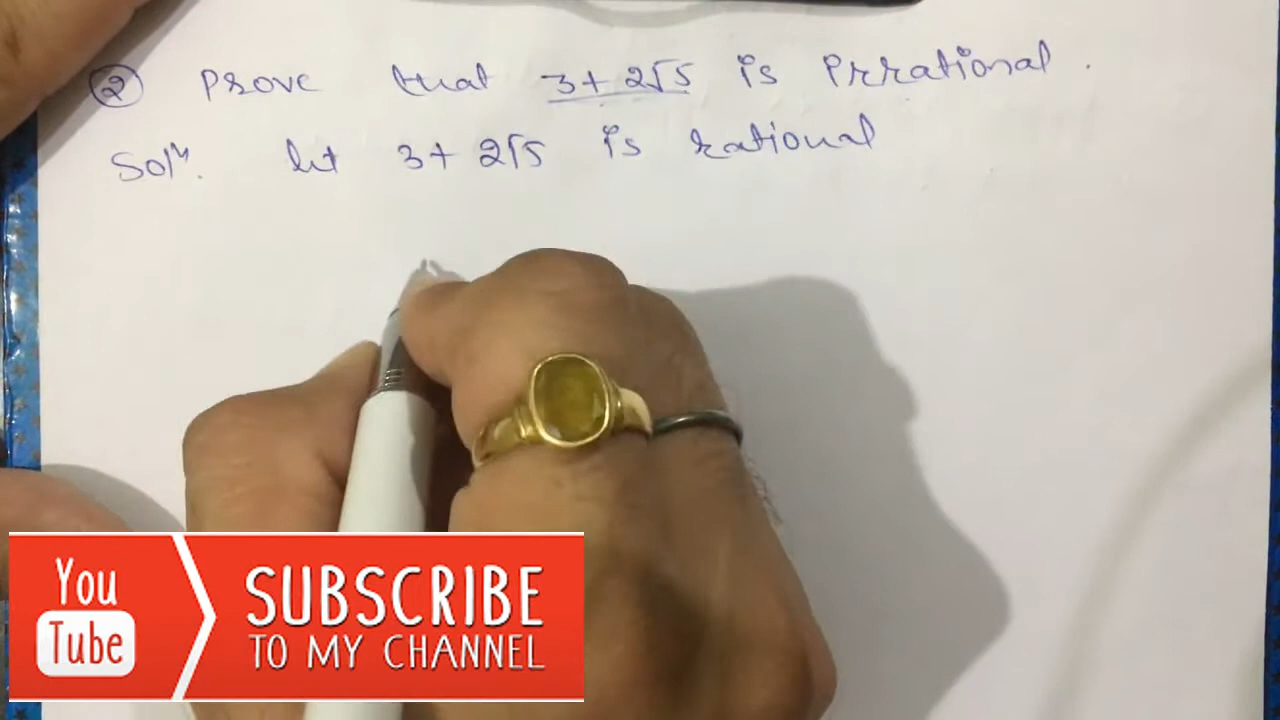 ② Prove that 3+ 2√5 is Irrational.
Solⁿ. let 3+ 2√5 is rational
You
Tube
SUBSCRIBE
TO MY CHANNEL